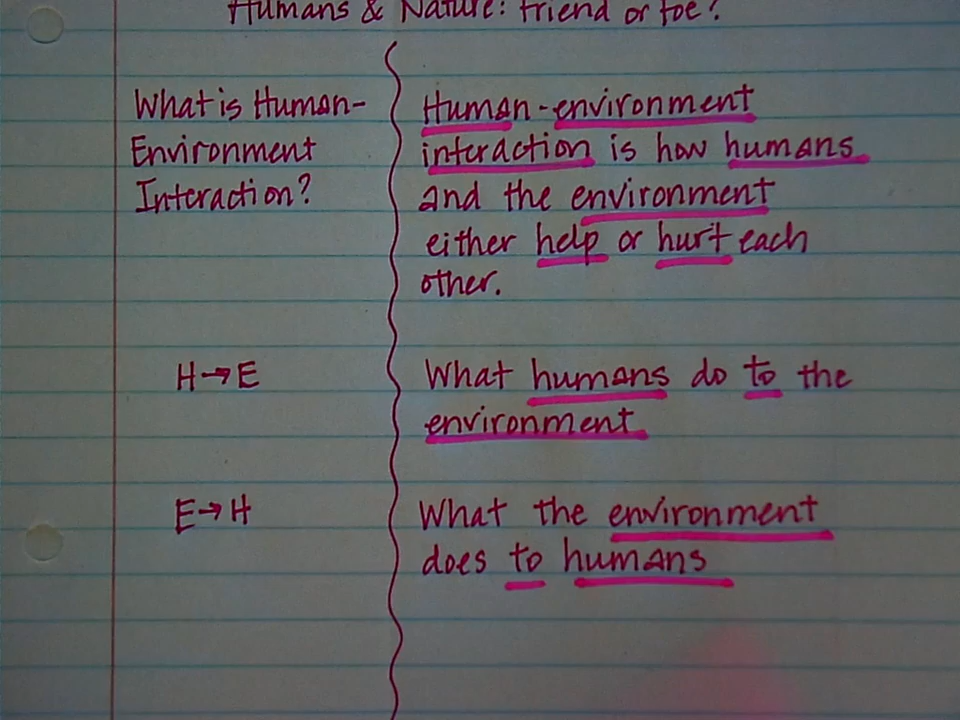 Humans & Nature: Friend or Foe?
What is Human-
Environment
Interaction?
Human-environment
interaction is how humans
and the environment
either help or hurt each
other.
H→E
What humans do to the
environment
E→H
What the environment
does to humans